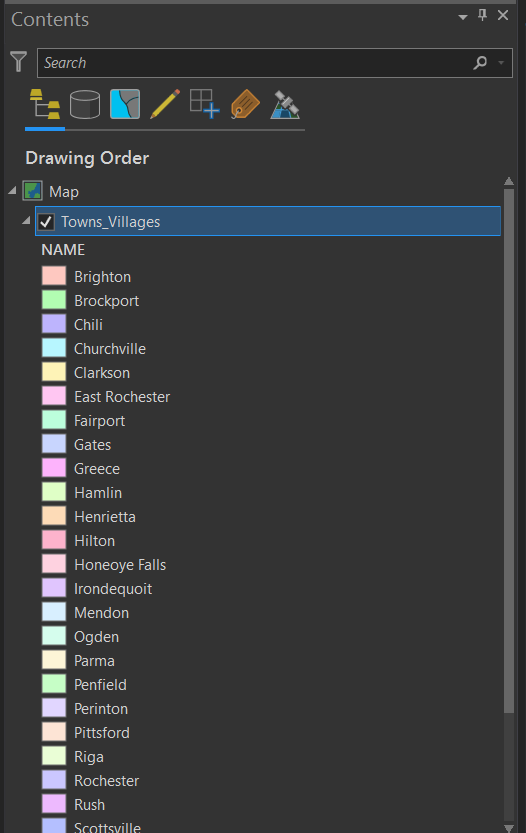 Contents
Search
Drawing Order
Map
Towns_Villages
NAME
Brighton
Brockport
Chili
Churchville
Clarkson
East Rochester
Fairport
Gates
Greece
Hamlin
Henrietta
Hilton
Honeoye Falls
Irondequoit
Mendon
Ogden
Parma
Penfield
Perinton
Pittsford
Riga
Rochester
Rush
Scottsville